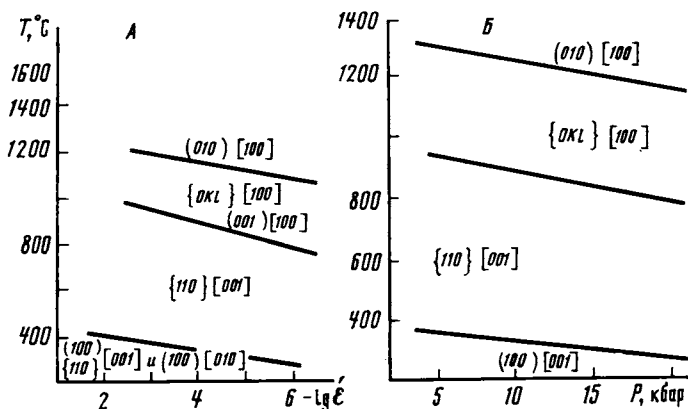 T,°C
A
1600
1400
1200
800
400
(010) [100]
{0KL} [100]
(001) [100]
{110} [001]
(100)
{110} [001] и (100) [010]
2
4
6 -lg ε̇
1400
1200
800
600
400
Б
(010) [100]
{0KL} [100]
{110} [001]
(100) [001]
5
10
15
P, кбар